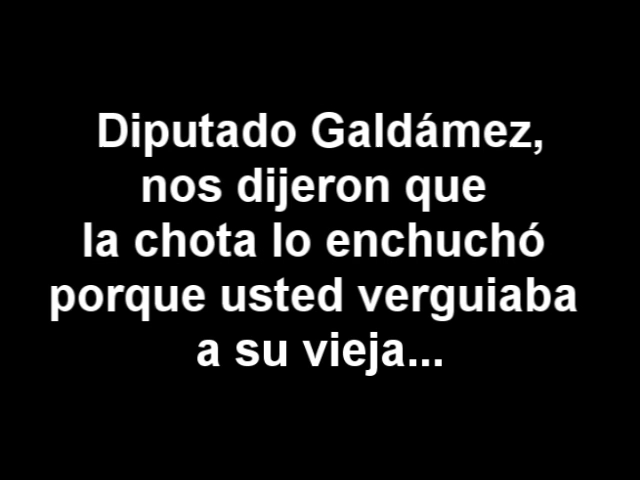 Diputado Galdámez,
nos dijeron que
la chota lo enchuchó
porque usted verguiaba
a su vieja...